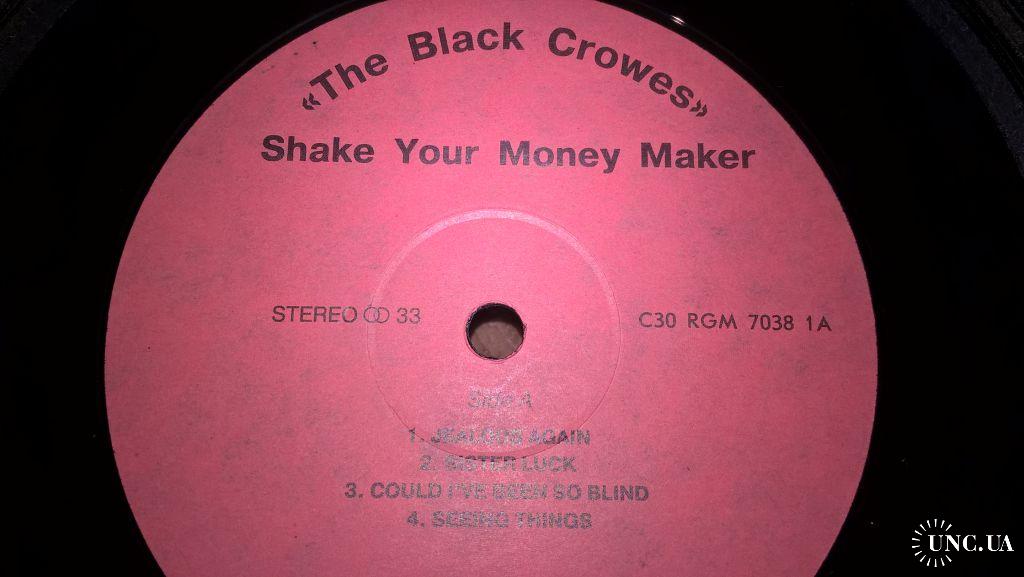 «The Black Crowes»
Shake Your Money Maker
STEREO 33
C30 RGM 7038 1A
Side A
1. JEALOUS AGAIN
2. SISTER LUCK
3. COULD I'VE BEEN SO BLIND
4. SEEING THINGS
UNC.UA